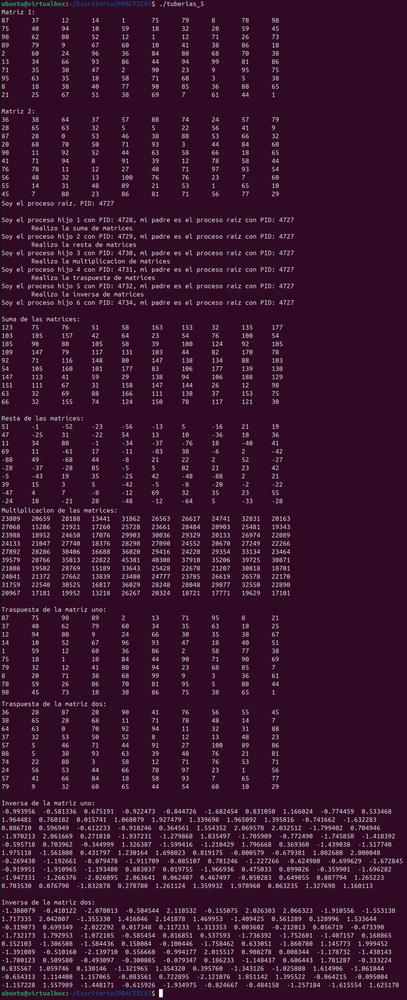 ubuntu@virtualbox:~/Escritorio/PRACTICA7$ ./tuberias_5
Matriz 1:
87 37 12 14 1 75 79 8 78 98
75 40 94 10 59 18 32 20 59 45
98 62 80 52 12 1 12 71 26 73
89 79 9 67 60 10 41 38 86 18
2 60 24 96 36 84 80 68 70 38
13 34 66 93 86 44 94 99 81 86
71 35 30 47 2 90 23 9 95 75
95 63 35 18 58 71 68 3 5 38
8 18 38 40 77 90 85 36 88 65
21 25 67 51 38 69 7 61 44 1
Matriz 2:
36 38 64 37 57 88 74 24 57 79
28 65 63 32 5 5 22 56 41 9
87 28 0 53 46 38 88 53 66 32
20 68 70 50 71 93 3 44 84 60
90 11 92 52 44 63 58 66 18 65
41 71 94 8 91 39 12 78 58 44
76 78 11 12 27 48 71 97 93 54
56 48 32 13 100 76 76 23 7 60
55 14 31 48 89 21 53 1 65 10
45 7 88 23 86 81 71 56 77 29
Soy el proceso raíz. PID: 4727
Soy el proceso hijo 1 con PID: 4728, mi padre es el proceso raíz con PID: 4727
Realizo la suma de matrices
Soy el proceso hijo 2 con PID: 4729, mi padre es el proceso raíz con PID: 4727
Realizo la resta de matrices
Soy el proceso hijo 3 con PID: 4730, mi padre es el proceso raíz con PID: 4727
Realizo la multiplicacion de matrices
Soy el proceso hijo 4 con PID: 4731, mi padre es el proceso raíz con PID: 4727
Realizo la traspuesta de matrices
Soy el proceso hijo 5 con PID: 4732, mi padre es el proceso raíz con PID: 4727
Realizo la inversa de matrices
Soy el proceso hijo 6 con PID: 4734, mi padre es el proceso raíz con PID: 4727
Suma de las matrices:
123 75 76 51 58 163 153 32 135 177
103 105 157 42 64 23 54 76 100 54
185 90 80 105 58 39 100 124 92 105
109 147 79 117 131 103 44 82 170 78
92 71 116 148 80 147 138 134 88 103
54 105 160 101 177 83 106 177 139 130
147 113 41 59 29 138 94 106 188 129
151 111 67 31 158 147 144 26 12 98
63 32 69 88 166 111 138 37 153 75
66 32 155 74 124 150 78 117 121 30
Resta de las matrices:
51 -1 -52 -23 -56 -13 5 -16 21 19
47 -25 31 -22 54 13 10 -36 18 36
11 34 80 -1 -34 -37 -76 18 -40 41
69 11 -61 17 -11 -83 38 -6 2 -42
-88 49 -68 44 -8 21 22 2 52 -27
-28 -37 -28 85 -5 5 82 21 23 42
-5 -43 19 35 -25 42 -48 -88 2 21
39 15 3 5 -42 -5 -8 -20 -2 -22
-47 4 7 -8 -12 69 32 35 23 55
-24 18 -21 28 -48 -12 -64 5 -33 -28
Multiplicacion de las matrices:
23809 20659 28188 13441 31862 26563 26617 24741 32831 20163
27068 15286 21921 17260 25728 23661 28484 20903 25481 19343
23988 18952 24650 17076 29903 30036 29329 20133 26974 22089
24133 21047 27740 18376 28298 27090 24552 20670 27249 22266
27892 28286 30406 16688 36020 29416 24220 29354 33134 23464
39579 28766 35813 22822 45381 40308 37910 35206 39725 30871
21808 19502 28769 15189 33643 25428 22678 21207 30818 18701
24041 21372 27662 13839 23480 24777 23785 26619 26578 22170
31759 22540 30525 16817 36029 28248 28048 29877 32550 22890
20967 17181 19952 13218 26267 20324 18721 17771 19629 17101
Traspuesta de la matriz uno:
87 75 98 89 2 13 71 95 8 21
37 40 62 79 60 34 35 63 18 25
12 94 80 9 24 66 30 35 38 67
14 10 52 67 96 93 47 18 40 51
1 59 12 60 36 86 2 58 77 38
75 18 1 10 84 44 90 71 90 69
79 32 12 41 80 94 23 68 85 7
8 20 71 38 68 99 9 3 36 61
78 59 26 86 70 81 95 5 88 44
98 45 73 18 38 86 75 38 65 1
Traspuesta de la matriz dos:
36 28 87 20 90 41 76 56 55 45
38 65 28 68 11 71 78 48 14 7
64 63 0 70 92 94 11 32 31 88
37 32 53 50 52 8 12 13 48 23
57 5 46 71 44 91 27 100 89 86
88 5 38 93 63 39 48 76 21 81
74 22 88 3 58 12 71 76 53 71
24 56 53 44 66 78 97 23 1 56
57 41 66 84 18 58 93 7 65 77
79 9 32 60 65 44 54 60 10 29
Inversa de la matriz uno:
-0.993956 -0.581336 0.675191 -0.922473 -0.844726 -1.682454 0.831050 1.166024 -0.774459 0.533468
1.964481 0.760182 0.015741 1.068079 1.927479 1.339698 1.965092 1.395816 -0.741662 -1.632283
0.886710 0.596949 -0.612233 -0.918246 0.364561 1.554352 2.069578 2.032512 -1.799402 0.704946
-1.970213 2.061669 0.271810 -1.937231 -1.279868 1.835497 -1.705909 -0.772490 -1.745850 -1.418392
-0.595718 0.703962 -0.344999 1.326387 -1.599416 -1.210429 1.796668 0.369360 -1.439038 -1.517740
1.975118 -1.561808 0.431797 1.230164 1.698023 0.819175 -0.000579 -0.679381 1.082680 2.000048
-0.269430 -1.192661 -0.079478 -1.911709 -0.085107 0.781246 -1.227266 -0.624980 -0.699629 -1.672845
-0.919951 -1.910965 -1.193480 0.883037 0.019755 -1.966936 0.475033 0.899026 -0.359901 -1.696282
-1.947331 -1.266376 -2.026095 2.063641 0.062407 0.467497 -0.050283 0.649055 0.887794 1.265223
0.703530 0.076798 -1.832878 0.278780 1.261124 1.359932 1.978960 0.063235 1.327698 1.160113
Inversa de la matriz dos:
-1.388079 -0.410122 -2.078013 -0.504544 2.118532 -0.155075 2.026303 2.066323 -1.910556 -1.553138
1.717335 2.042807 -1.355330 1.416846 2.141878 1.469953 -1.409425 0.561289 0.128996 1.533644
-0.319073 0.699349 -2.022292 0.017348 0.117233 1.313353 0.003602 -0.212013 0.056719 -0.473390
-1.732173 1.792953 -1.072105 -0.585454 0.816851 0.537593 -1.736392 -1.752601 -1.407157 0.168865
0.152103 -1.306508 -1.584436 0.158084 -0.100446 -1.758462 0.633051 -1.860780 1.145773 1.999452
-1.391089 -0.510160 -2.139710 0.556660 -0.994177 2.015517 0.908278 0.808344 -1.178732 -1.438143
-1.780123 0.509580 -0.493097 -0.300885 -0.079347 0.186233 -1.148437 0.606443 1.781287 -0.333224
0.835567 1.059746 0.130146 -1.321965 1.354320 0.395760 -1.343126 -1.025888 1.614906 -1.061044
-0.654313 1.114408 1.157065 -0.083561 0.722895 -2.121076 1.851142 1.395522 -0.064215 -0.095004
-1.157228 1.557989 -1.448171 -0.615926 -1.934975 -0.824667 -0.484158 -1.257184 -1.615554 1.625170
ubuntu@virtualbox:~/Escritorio/PRACTICA7$